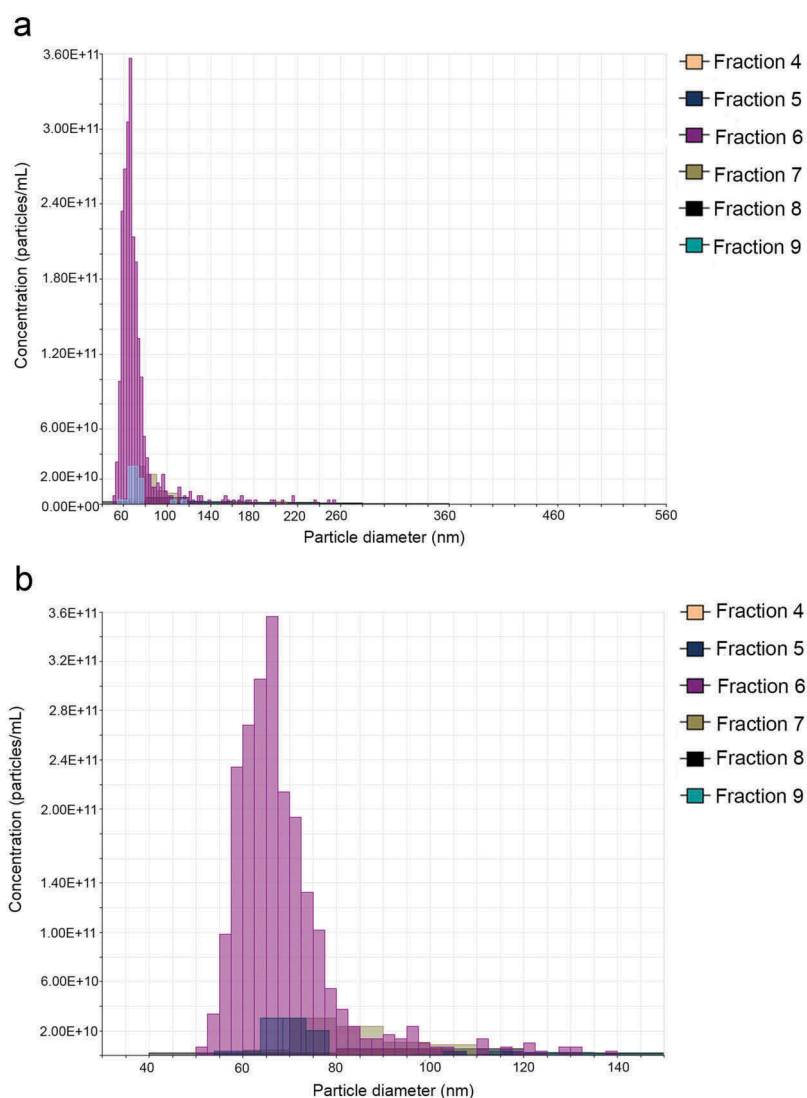 a
3.60E+11
3.00E+11
2.40E+11
1.80E+11
1.20E+11
6.00E+10
2.00E+10
0.00E+00
Concentration (particles/mL)
60 100 140 180 220 260 360 460 560
Particle diameter (nm)
Fraction 4
Fraction 5
Fraction 6
Fraction 7
Fraction 8
Fraction 9
b
3.6E+11
3.2E+11
2.8E+11
2.4E+11
2.00E+11
1.40E+11
1.00E+11
6.00E+10
2.00E+10
Concentration (particles/mL)
40 60 80 100 120 140
Particle diameter (nm)
Fraction 4
Fraction 5
Fraction 6
Fraction 7
Fraction 8
Fraction 9